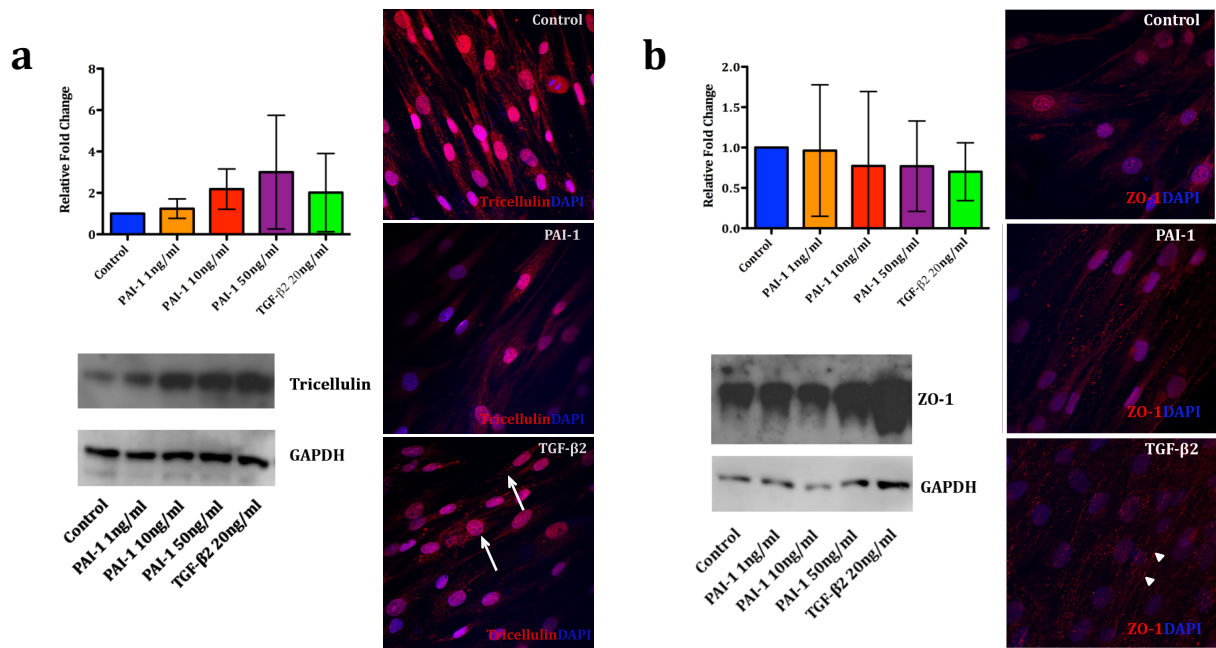 a
Relative Fold Change
8
6
4
2
0
Control
PAI-1 1ng/ml
PAI-1 10ng/ml
PAI-1 50ng/ml
TGF-β2 20ng/ml
Tricellulin
GAPDH
Control
PAI-1 1ng/ml
PAI-1 10ng/ml
PAI-1 50ng/ml
TGF-β2 20ng/ml
Control
TricellulinDAPI
PAI-1
TricellulinDAPI
TGF-β2
TricellulinDAPI
b
Relative Fold Change
2.0
1.5
1.0
0.5
0.0
Control
PAI-1 1ng/ml
PAI-1 10ng/ml
PAI-1 50ng/ml
TGF-β2 20ng/ml
ZO-1
GAPDH
Control
PAI-1 1ng/ml
PAI-1 10ng/ml
PAI-1 50ng/ml
TGF-β2 20ng/ml
Control
ZO-1DAPI
PAI-1
ZO-1DAPI
TGF-β2
ZO-1DAPI